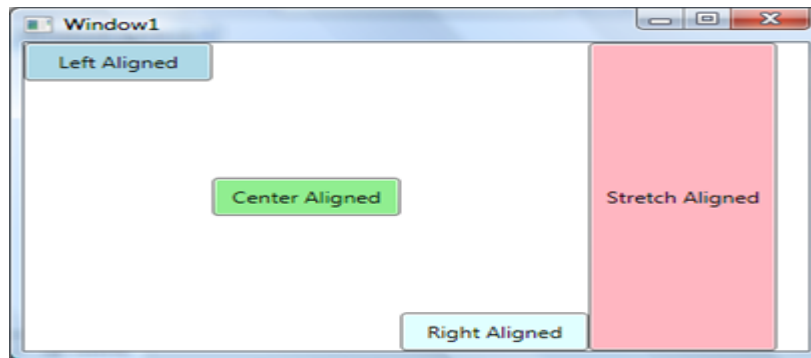 Window1
Left Aligned
Center Aligned
Stretch Aligned
Right Aligned